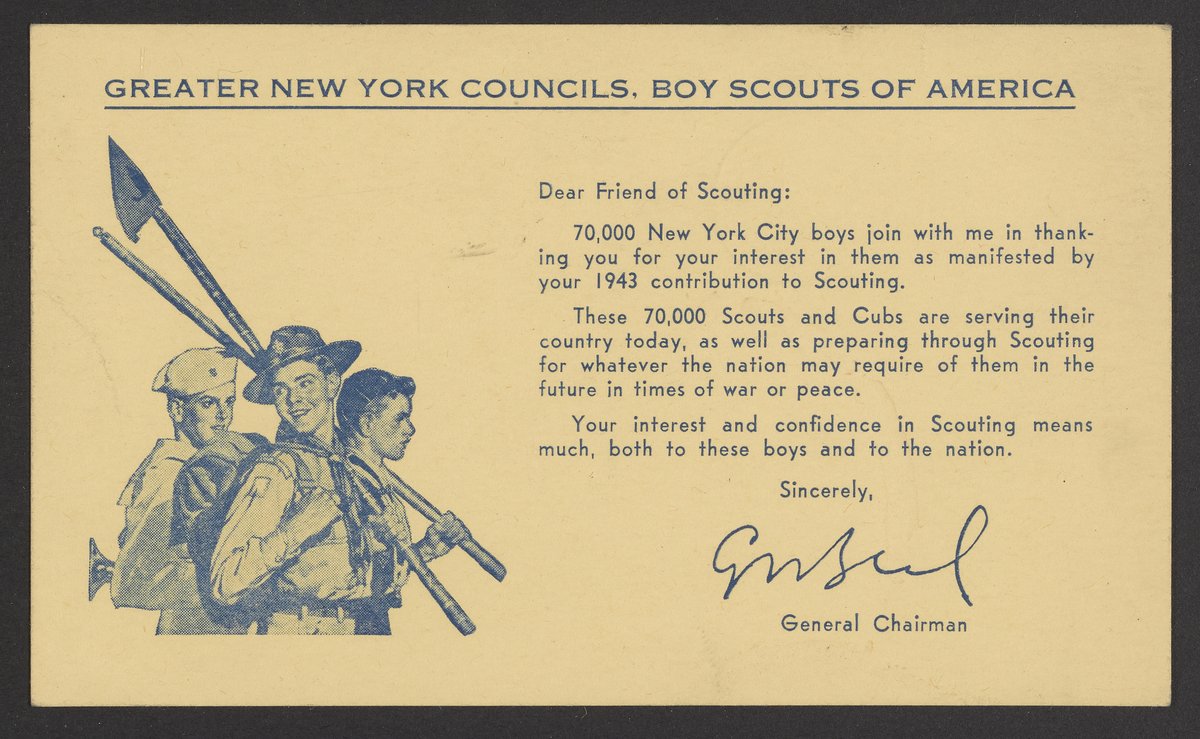 GREATER NEW YORK COUNCILS, BOY SCOUTS OF AMERICA
Dear Friend of Scouting:
70,000 New York City boys join with me in thank-
ing you for your interest in them as manifested by
your 1943 contribution to Scouting.
These 70,000 Scouts and Cubs are serving their
country today, as well as preparing through Scouting
for whatever the nation may require of them in the
future in times of war or peace.
Your interest and confidence in Scouting means
much, both to these boys and to the nation.
Sincerely,
General Chairman